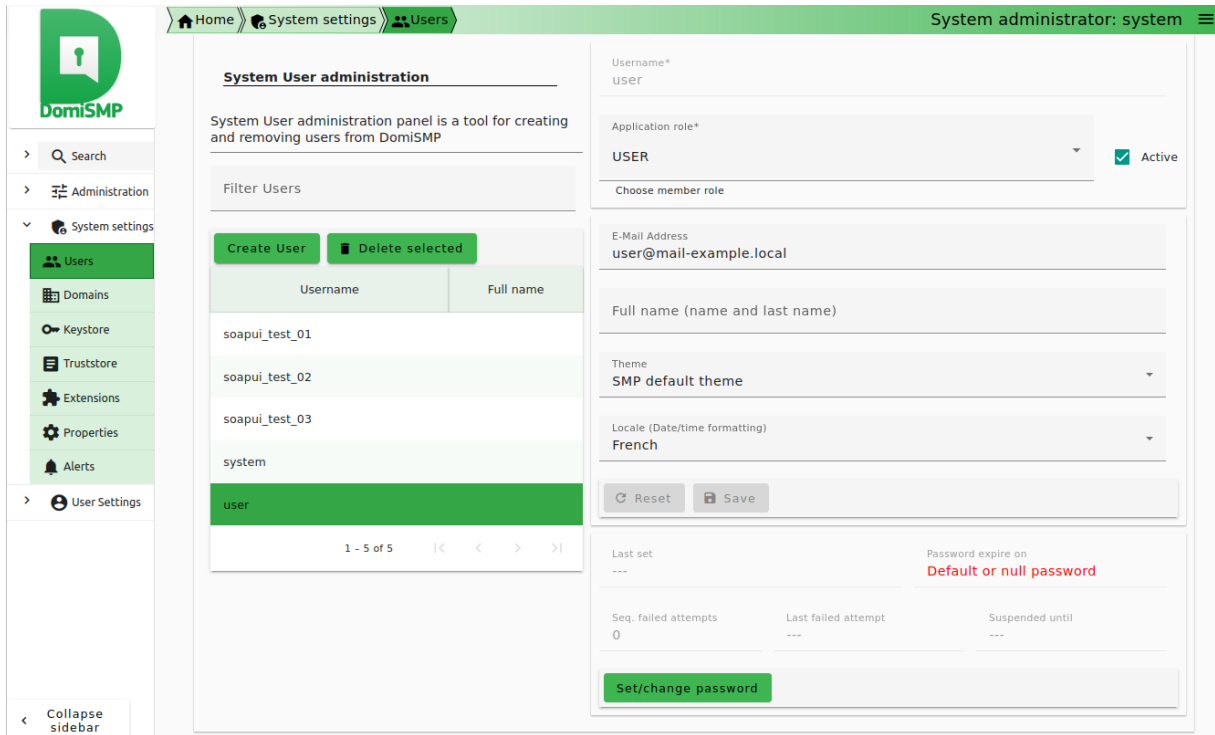 Home
System settings
Users
System administrator: system
DomiSMP
Search
Administration
System settings
Users
Domains
Keystore
Truststore
Extensions
Properties
Alerts
User Settings
Collapse
sidebar
System User administration
System User administration panel is a tool for creating
and removing users from DomiSMP
Filter Users
Create User
Delete selected
Username Full name
soapui_test_01
soapui_test_02
soapui_test_03
system
user
1 – 5 of 5
Username*
user
Application role*
USER
Active
Choose member role
E-Mail Address
user@mail-example.local
Full name (name and last name)
Theme
SMP default theme
Locale (Date/time formatting)
French
Reset
Save
Last set
---
Password expire on
Default or null password
Seq. failed attempts
0
Last failed attempt
---
Suspended until
---
Set/change password